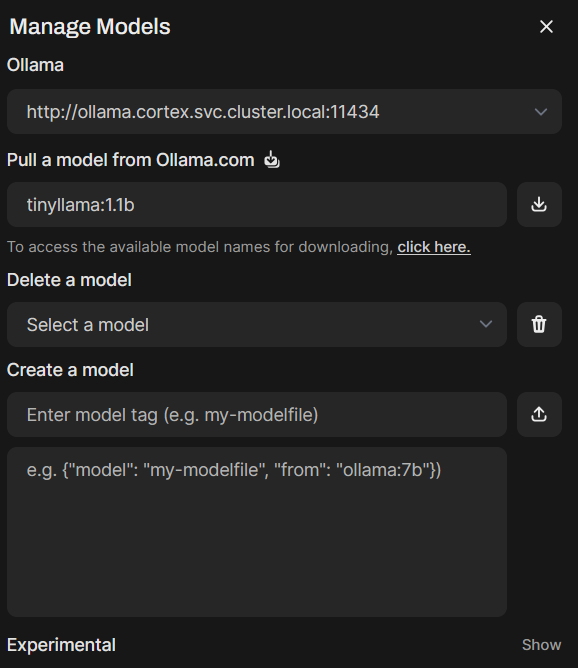 Manage Models
Ollama
http://ollama.cortex.svc.cluster.local:11434
Pull a model from Ollama.com
tinyllama:1.1b
To access the available model names for downloading, click here.
Delete a model
Select a model
Create a model
Enter model tag (e.g. my-modelfile)
e.g. {"model": "my-modelfile", "from": "ollama:7b"})
Experimental Show